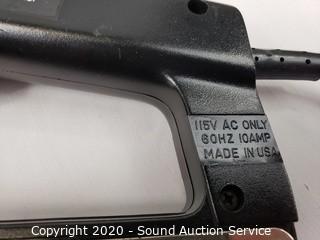 115V AC ONLY
60HZ 10AMP
MADE IN USA
Copyright 2020 - Sound Auction Service